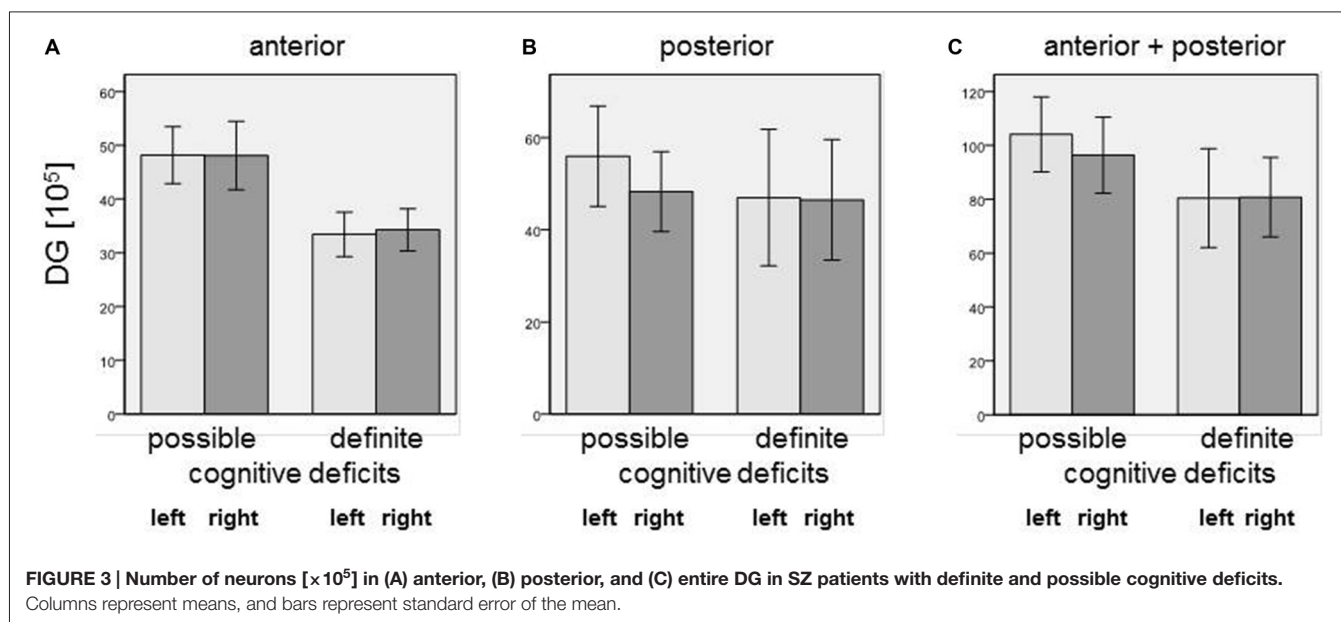 A anterior
DG [10⁵]
60
50
40
30
20
10
0
possible definite
cognitive deficits
left right left right
B posterior
60
40
20
0
possible definite
cognitive deficits
left right left right
C anterior + posterior
120
100
80
60
40
20
0
possible definite
cognitive deficits
left right left right
FIGURE 3 | Number of neurons [×10⁵] in (A) anterior, (B) posterior, and (C) entire DG in SZ patients with definite and possible cognitive deficits.
Columns represent means, and bars represent standard error of the mean.